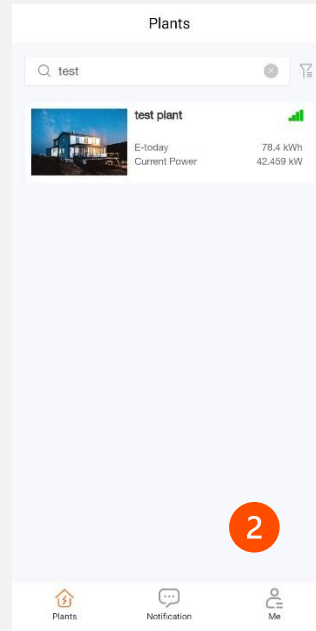 Plants
test
test plant
E-today 78.4 kWh
Current Power 42.459 kW
2
Plants Notification Me